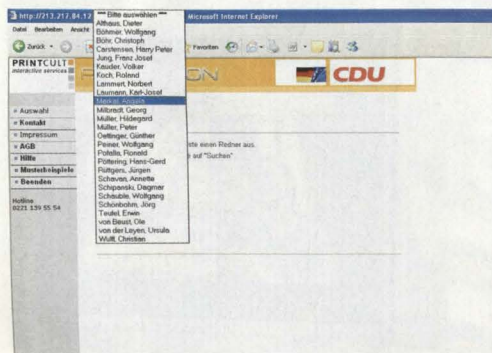 http://213.217.84.12
Microsoft Internet Explorer
Datei Bearbeiten Ansicht
Zurück
Favoriten
*** Bitte auswählen ***
Althaus, Dieter
Böhmer, Wolfgang
Böhr, Christoph
Carstensen, Harry Peter
Jung, Franz Josef
Kauder, Volker
Koch, Roland
Lammert, Norbert
Laumann, Karl-Josef
Merkel, Angela
Milbradt, Georg
Müller, Hildegard
Müller, Peter
Oettinger, Günther
Peiner, Wolfgang
Pofalla, Ronald
Pöttering, Hans-Gerd
Rüttgers, Jürgen
Schavan, Annette
Schipanski, Dagmar
Schäuble, Wolfgang
Schönbohm, Jörg
Teufel, Erwin
von Beust, Ole
von der Leyen, Ursula
Wulff, Christian
PRINTCULT
interactive services
ON
CDU
» Auswahl
» Kontakt
» Impressum
» AGB
» Hilfe
» Musterbeispiele
» Beenden
Hotline
0221 139 55 54
einen Redner aus.
auf "Suchen"